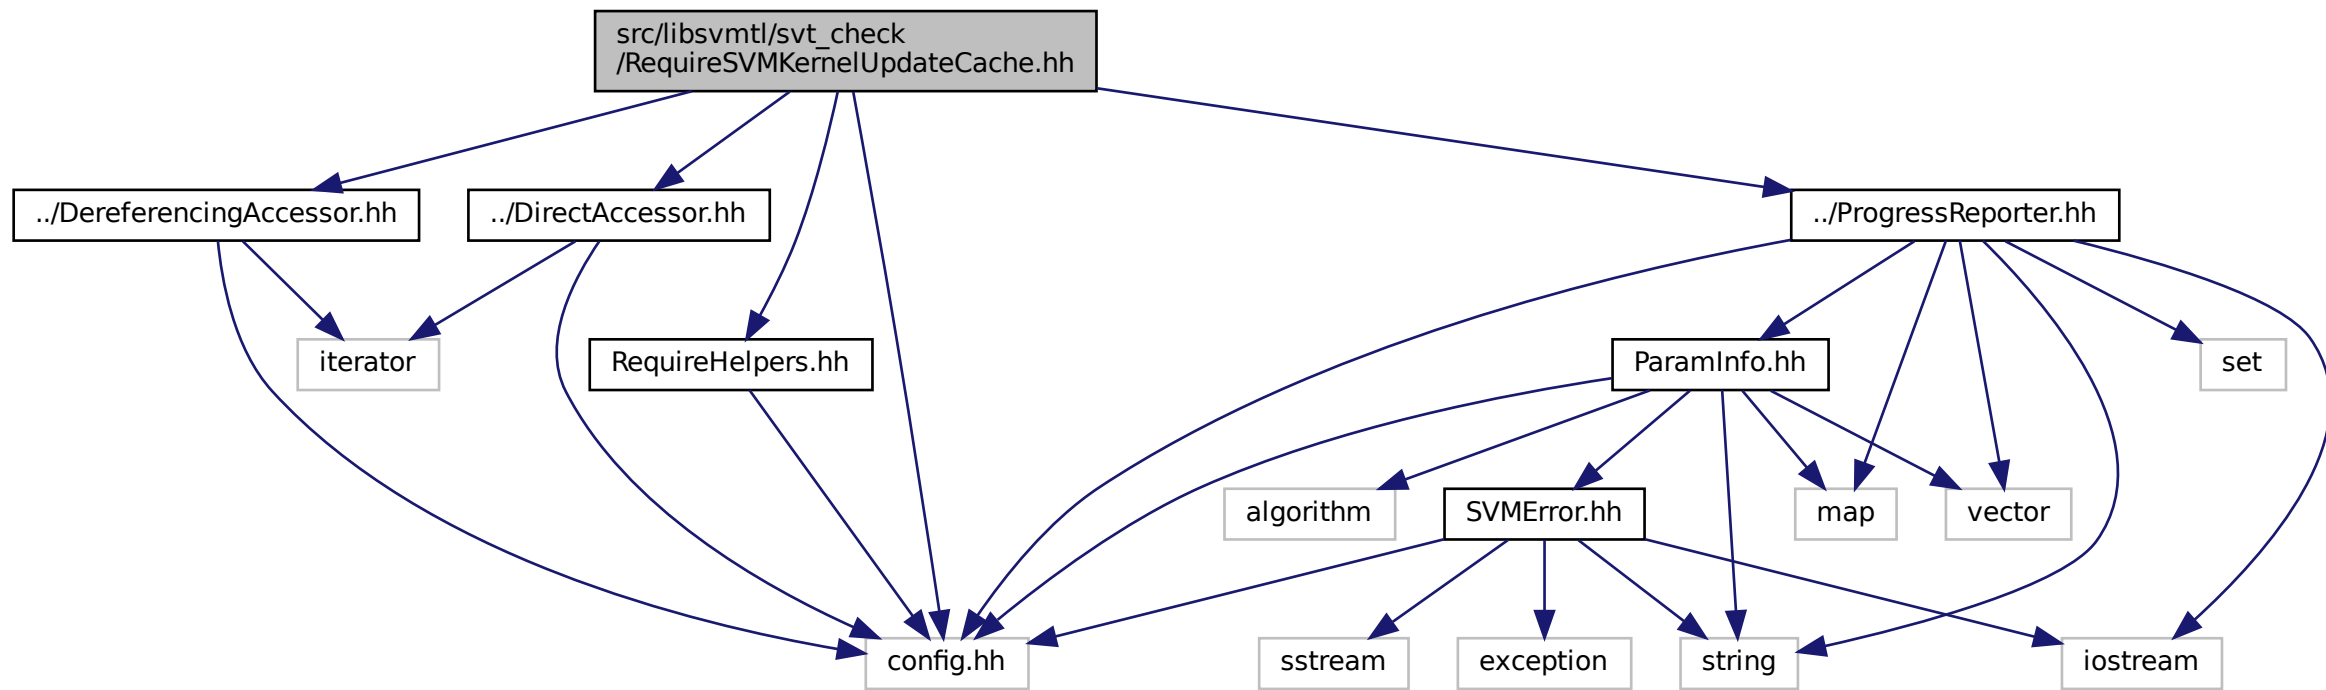 src/libsvmtl/svt_check
/RequireSVMKernelUpdateCache.hh
../DereferencingAccessor.hh
../DirectAccessor.hh
../ProgressReporter.hh
iterator
RequireHelpers.hh
ParamInfo.hh
set
algorithm
SVMError.hh
map
vector
config.hh
sstream
exception
string
iostream